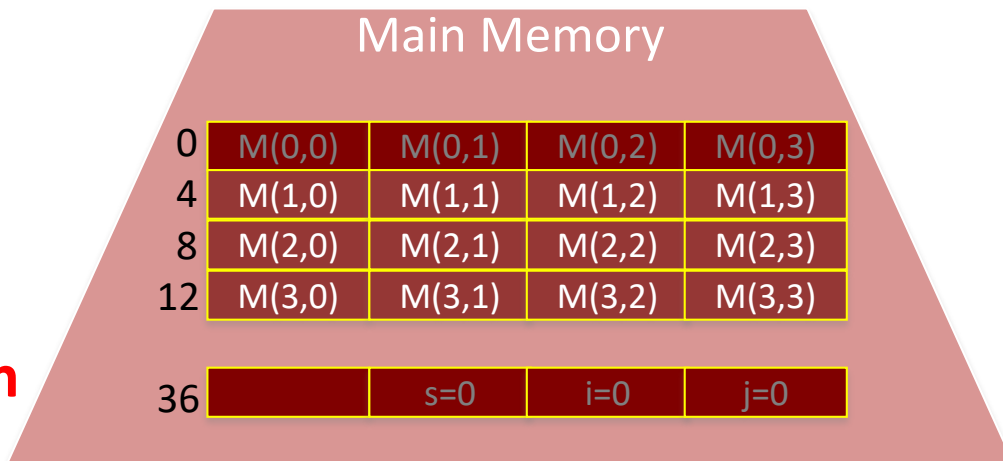 Main Memory
0 M(0,0) M(0,1) M(0,2) M(0,3)
4 M(1,0) M(1,1) M(1,2) M(1,3)
8 M(2,0) M(2,1) M(2,2) M(2,3)
12 M(3,0) M(3,1) M(3,2) M(3,3)
36 s=0 i=0 j=0